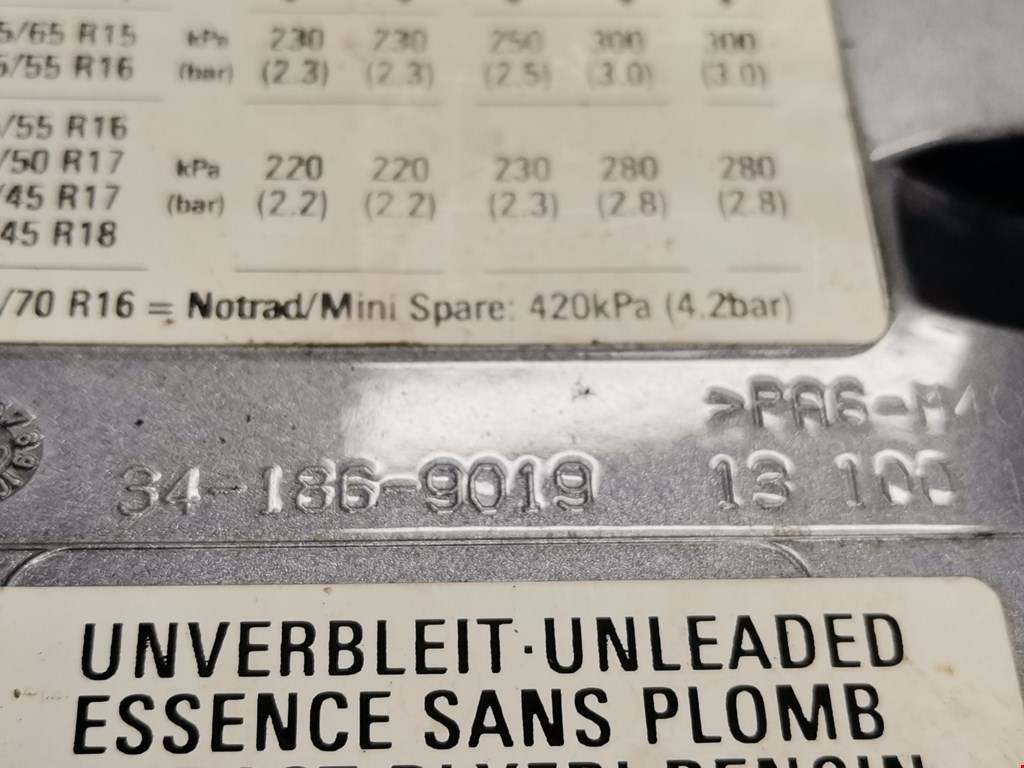 5/65 R15 kPa 230 230 250 300 300
5/55 R16 (bar) (2.3) (2.3) (2.5) (3.0) (3.0)
/55 R16
/50 R17 kPa 220 220 230 280 280
/45 R17 (bar) (2.2) (2.2) (2.3) (2.8) (2.8)
45 R18
/70 R16 = Notrad/Mini Spare: 420kPa (4.2bar)
>PA6-M4
34-186-9019 13 100
UNVERBLEIT·UNLEADED
ESSENCE SANS PLOMB